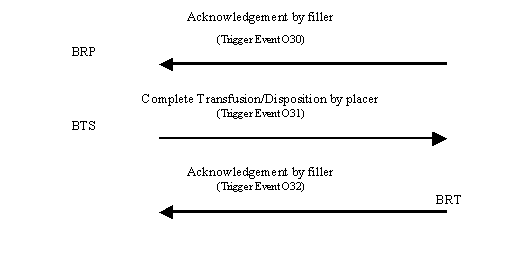 Acknowledgement by filler
(Trigger Event O30)
BRP
Complete Transfusion/Disposition by placer
(Trigger Event O31)
BTS
Acknowledgement by filler
(Trigger Event O32)
BRT